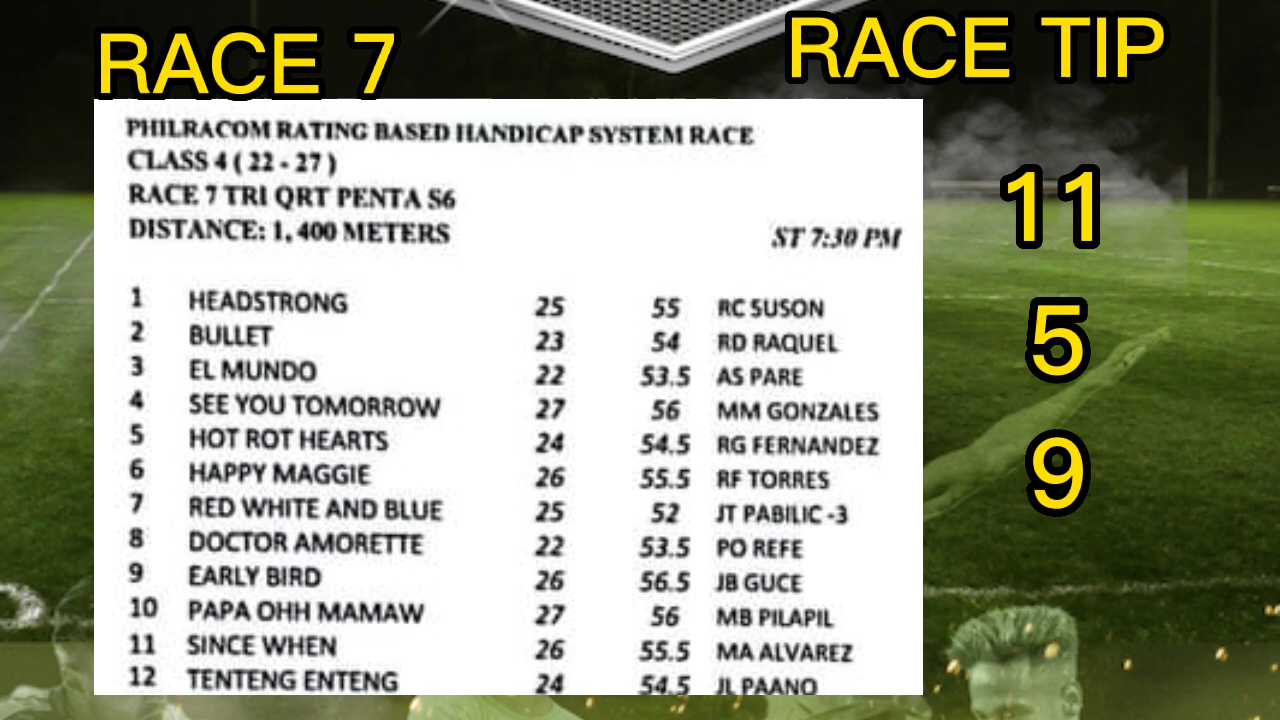 RACE 7
RACE TIP
PHILRACOM RATING BASED HANDICAP SYSTEM RACE
CLASS 4 ( 22 - 27 )
RACE 7 TRI QRT PENTA S6
DISTANCE: 1, 400 METERS
ST 7:30 PM
1 HEADSTRONG 25 55 RC SUSON
2 BULLET 23 54 RD RAQUEL
3 EL MUNDO 22 53.5 AS PARE
4 SEE YOU TOMORROW 27 56 MM GONZALES
5 HOT ROT HEARTS 24 54.5 RG FERNANDEZ
6 HAPPY MAGGIE 26 55.5 RF TORRES
7 RED WHITE AND BLUE 25 52 JT PABILIC -3
8 DOCTOR AMORETTE 22 53.5 PO REFE
9 EARLY BIRD 26 56.5 JB GUCE
10 PAPA OHH MAMAW 27 56 MB PILAPIL
11 SINCE WHEN 26 55.5 MA ALVAREZ
12 TENTENG ENTENG 24 54.5 JL PAANO
11
5
9